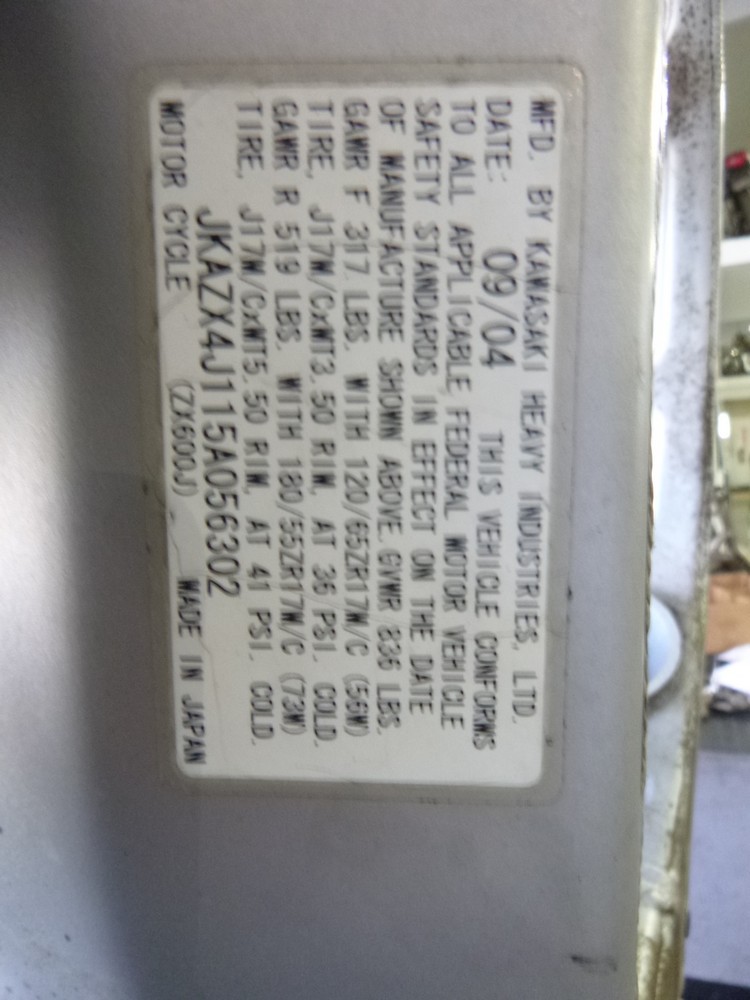 MFD. BY KAWASAKI HEAVY INDUSTRIES, LTD.
DATE: 09/04 THIS VEHICLE CONFORMS
TO ALL APPLICABLE FEDERAL MOTOR VEHICLE
SAFETY STANDARDS IN EFFECT ON THE DATE
OF MANUFACTURE SHOWN ABOVE. GVWR 836 LBS.
GAWR F 317 LBS. WITH 120/65ZR17M/C (56W)
TIRE, J17M/CxMT3.50 RIM, AT 36 PSI. COLD.
GAWR R 519 LBS. WITH 180/55ZR17M/C (73W)
TIRE, J17M/CxMT5.50 RIM, AT 41 PSI. COLD.
JKAZX4J115A056302
MOTOR CYCLE (ZX600J) MADE IN JAPAN